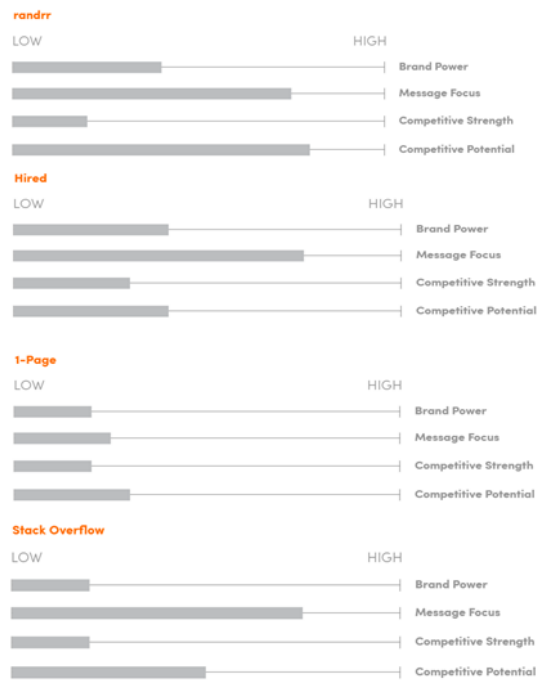 randrr
LOW HIGH
Brand Power
Message Focus
Competitive Strength
Competitive Potential
Hired
LOW HIGH
Brand Power
Message Focus
Competitive Strength
Competitive Potential
1-Page
LOW HIGH
Brand Power
Message Focus
Competitive Strength
Competitive Potential
Stack Overflow
LOW HIGH
Brand Power
Message Focus
Competitive Strength
Competitive Potential